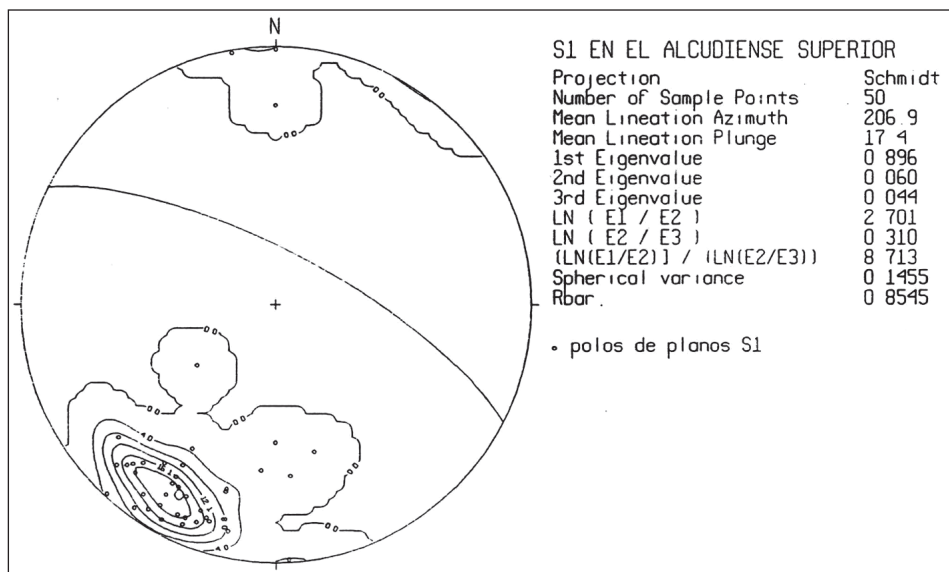 N
S1 EN EL ALCUDIENSE SUPERIOR
Projection Schmidt
Number of Sample Points 50
Mean Lineation Azimuth 206 9
Mean Lineation Plunge 17 4
1st Eigenvalue 0 896
2nd Eigenvalue 0 060
3rd Eigenvalue 0 044
LN ( E1 / E2 ) 2 701
LN ( E2 / E3 ) 0 310
(LN(E1/E2)] / (LN(E2/E3)) 8 713
Spherical variance 0 1455
Rbar. 0 8545
polos de planos S1